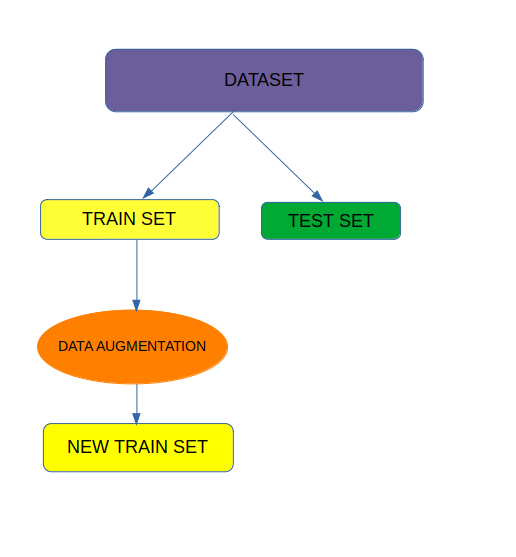 DATASET
TRAIN SET
TEST SET
DATA AUGMENTATION
NEW TRAIN SET